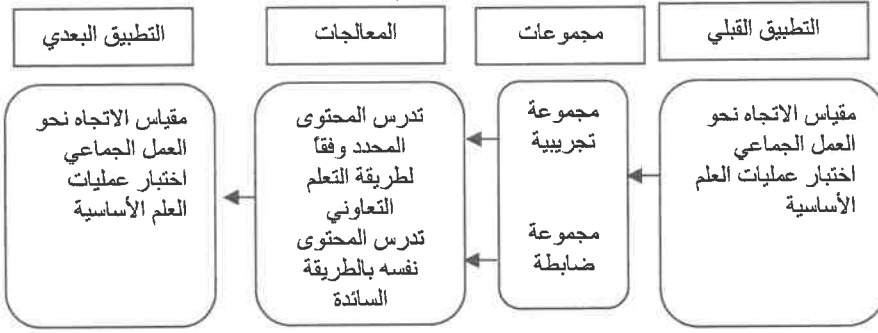 التطبيق القبلي
مجموعات
المعالجات
التطبيق البعدي
مقياس الاتجاه نحو
العمل الجماعي
اختبار عمليات العلم
الأساسية
مجموعة
تجريبية
مجموعة
ضابطة
تدرس المحتوى
المحدد وفقاً
لطريقة التعلم
التعاوني
تدرس المحتوى
نفسه بالطريقة
السائدة
مقياس الاتجاه نحو
العمل الجماعي
اختبار عمليات
العلم الأساسية